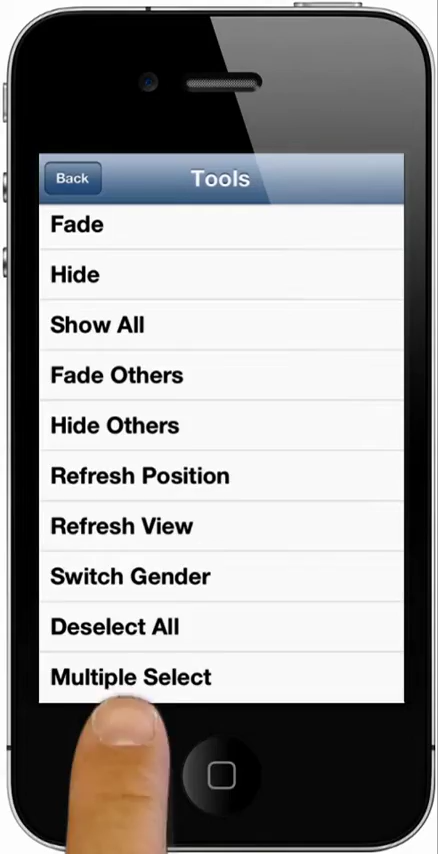 Back
Tools
Fade
Hide
Show All
Fade Others
Hide Others
Refresh Position
Refresh View
Switch Gender
Deselect All
Multiple Select